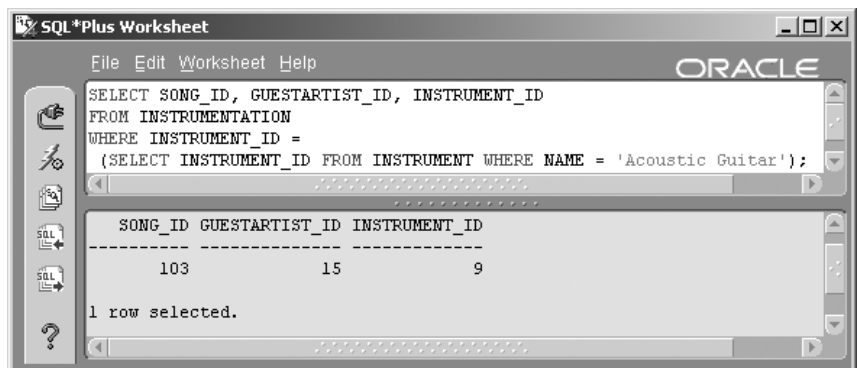 SQL*Plus Worksheet
File Edit Worksheet Help
ORACLE
SELECT SONG_ID, GUESTARTIST_ID, INSTRUMENT_ID
FROM INSTRUMENTATION
WHERE INSTRUMENT_ID =
(SELECT INSTRUMENT_ID FROM INSTRUMENT WHERE NAME = 'Acoustic Guitar');
SONG_ID GUESTARTIST_ID INSTRUMENT_ID
---------- -------------- -------------
103 15 9
1 row selected.